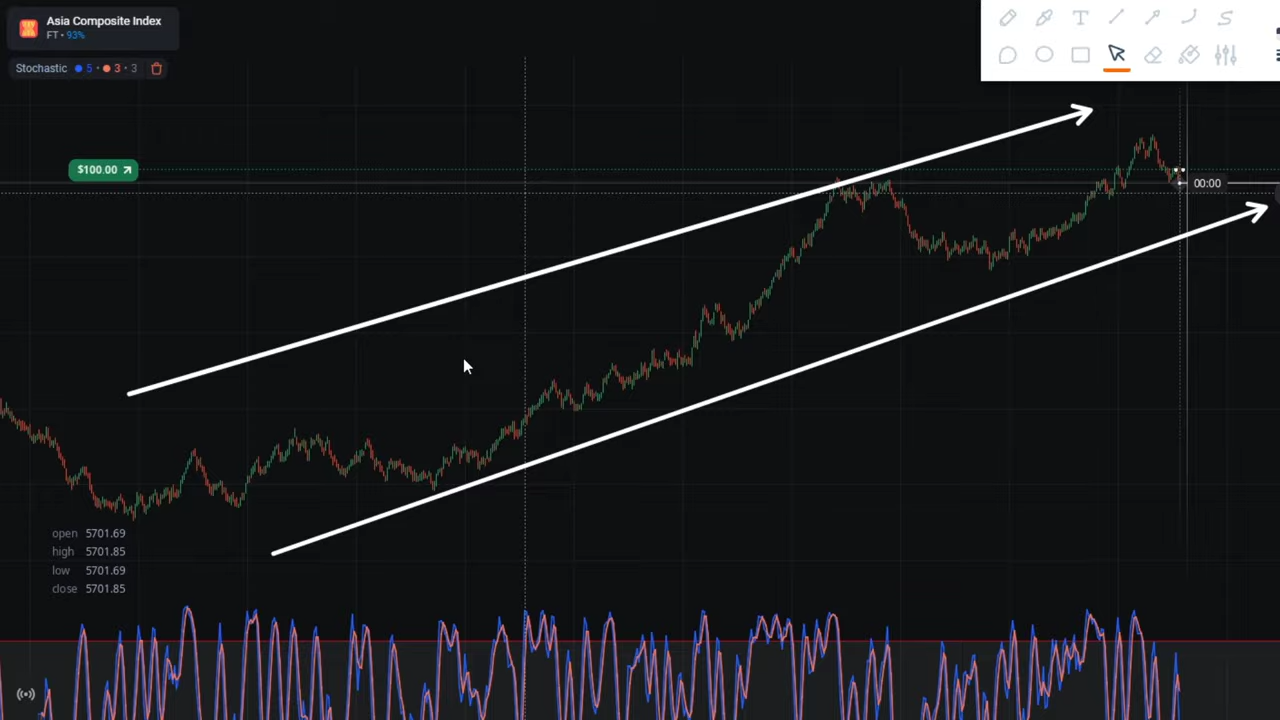 Asia Composite Index
FT • 93%
Stochastic 5 • 3 • 3
$100.00
00:00
open 5701.69
high 5701.85
low 5701.69
close 5701.85